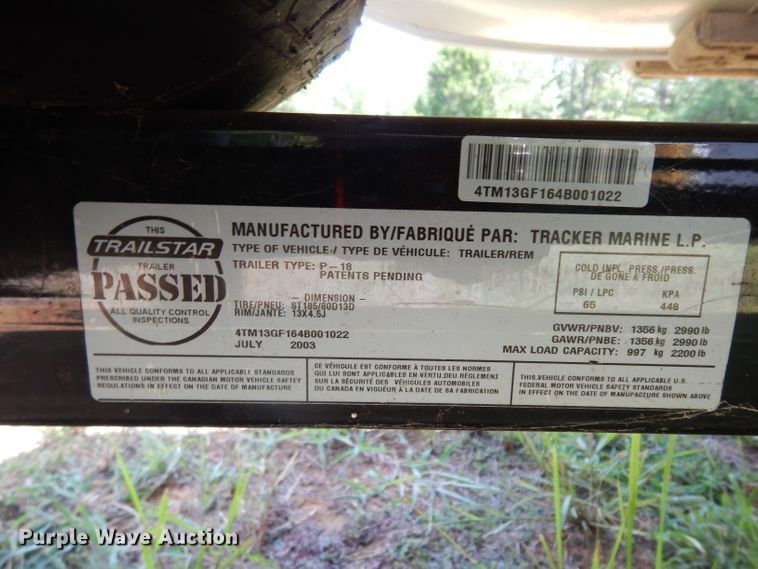 4TM13GF164B001022
THIS
TRAILSTAR
TRAILER
PASSED
ALL QUALITY CONTROL
INSPECTIONS
MANUFACTURED BY/FABRIQUÉ PAR: TRACKER MARINE L.P.
TYPE OF VEHICLE-/ TYPE DE VÉHICULE: TRAILER/REM
TRAILER TYPE: P-18
PATENTS PENDING
— DIMENSION —
TIRE/PNEU: ST185/80D13D
RIM/JANTE: 13X4.5J
4TM13GF164B001022
JULY 2003
COLD INFL. PRESS./PRESS.
DE GONF A FROID
PSI / LPC KPA
65 448
GVWR/PNBV: 1356 kg 2990 lb
GAWR/PNBE: 1356 kg 2990 lb
MAX LOAD CAPACITY: 997 kg 2200 lb
THIS VEHICLE CONFORMS TO ALL APPLICABLE STANDARDS
PRESCRIBED UNDER THE CANADIAN MOTOR VEHICLE SAFTEY
REGULATIONS IN EFFECT ON THE DATE OF MANUFACTURE
CE VÉHICULE EST CONFORME À TOUTES LES NORMES
QUI LUI SONT APPLICABLES EN VERTU, DEU RÈGLEMENT
SUR LA SÉCURITÉ DES VÉHICULES AUTOMOBILES
DU CANADA EN VIGUEUR À LA DATE DE SA FABRICATION
THIS VEHICLE CONFORMS TO ALL APPLICABLE U.S.
FEDERAL MOTOR VEHICLE SAFETY STANDARDS
IN EFFECT ON THE DATE OF MANUFACTURE SHOWN ABOVE
Purple Wave Auction